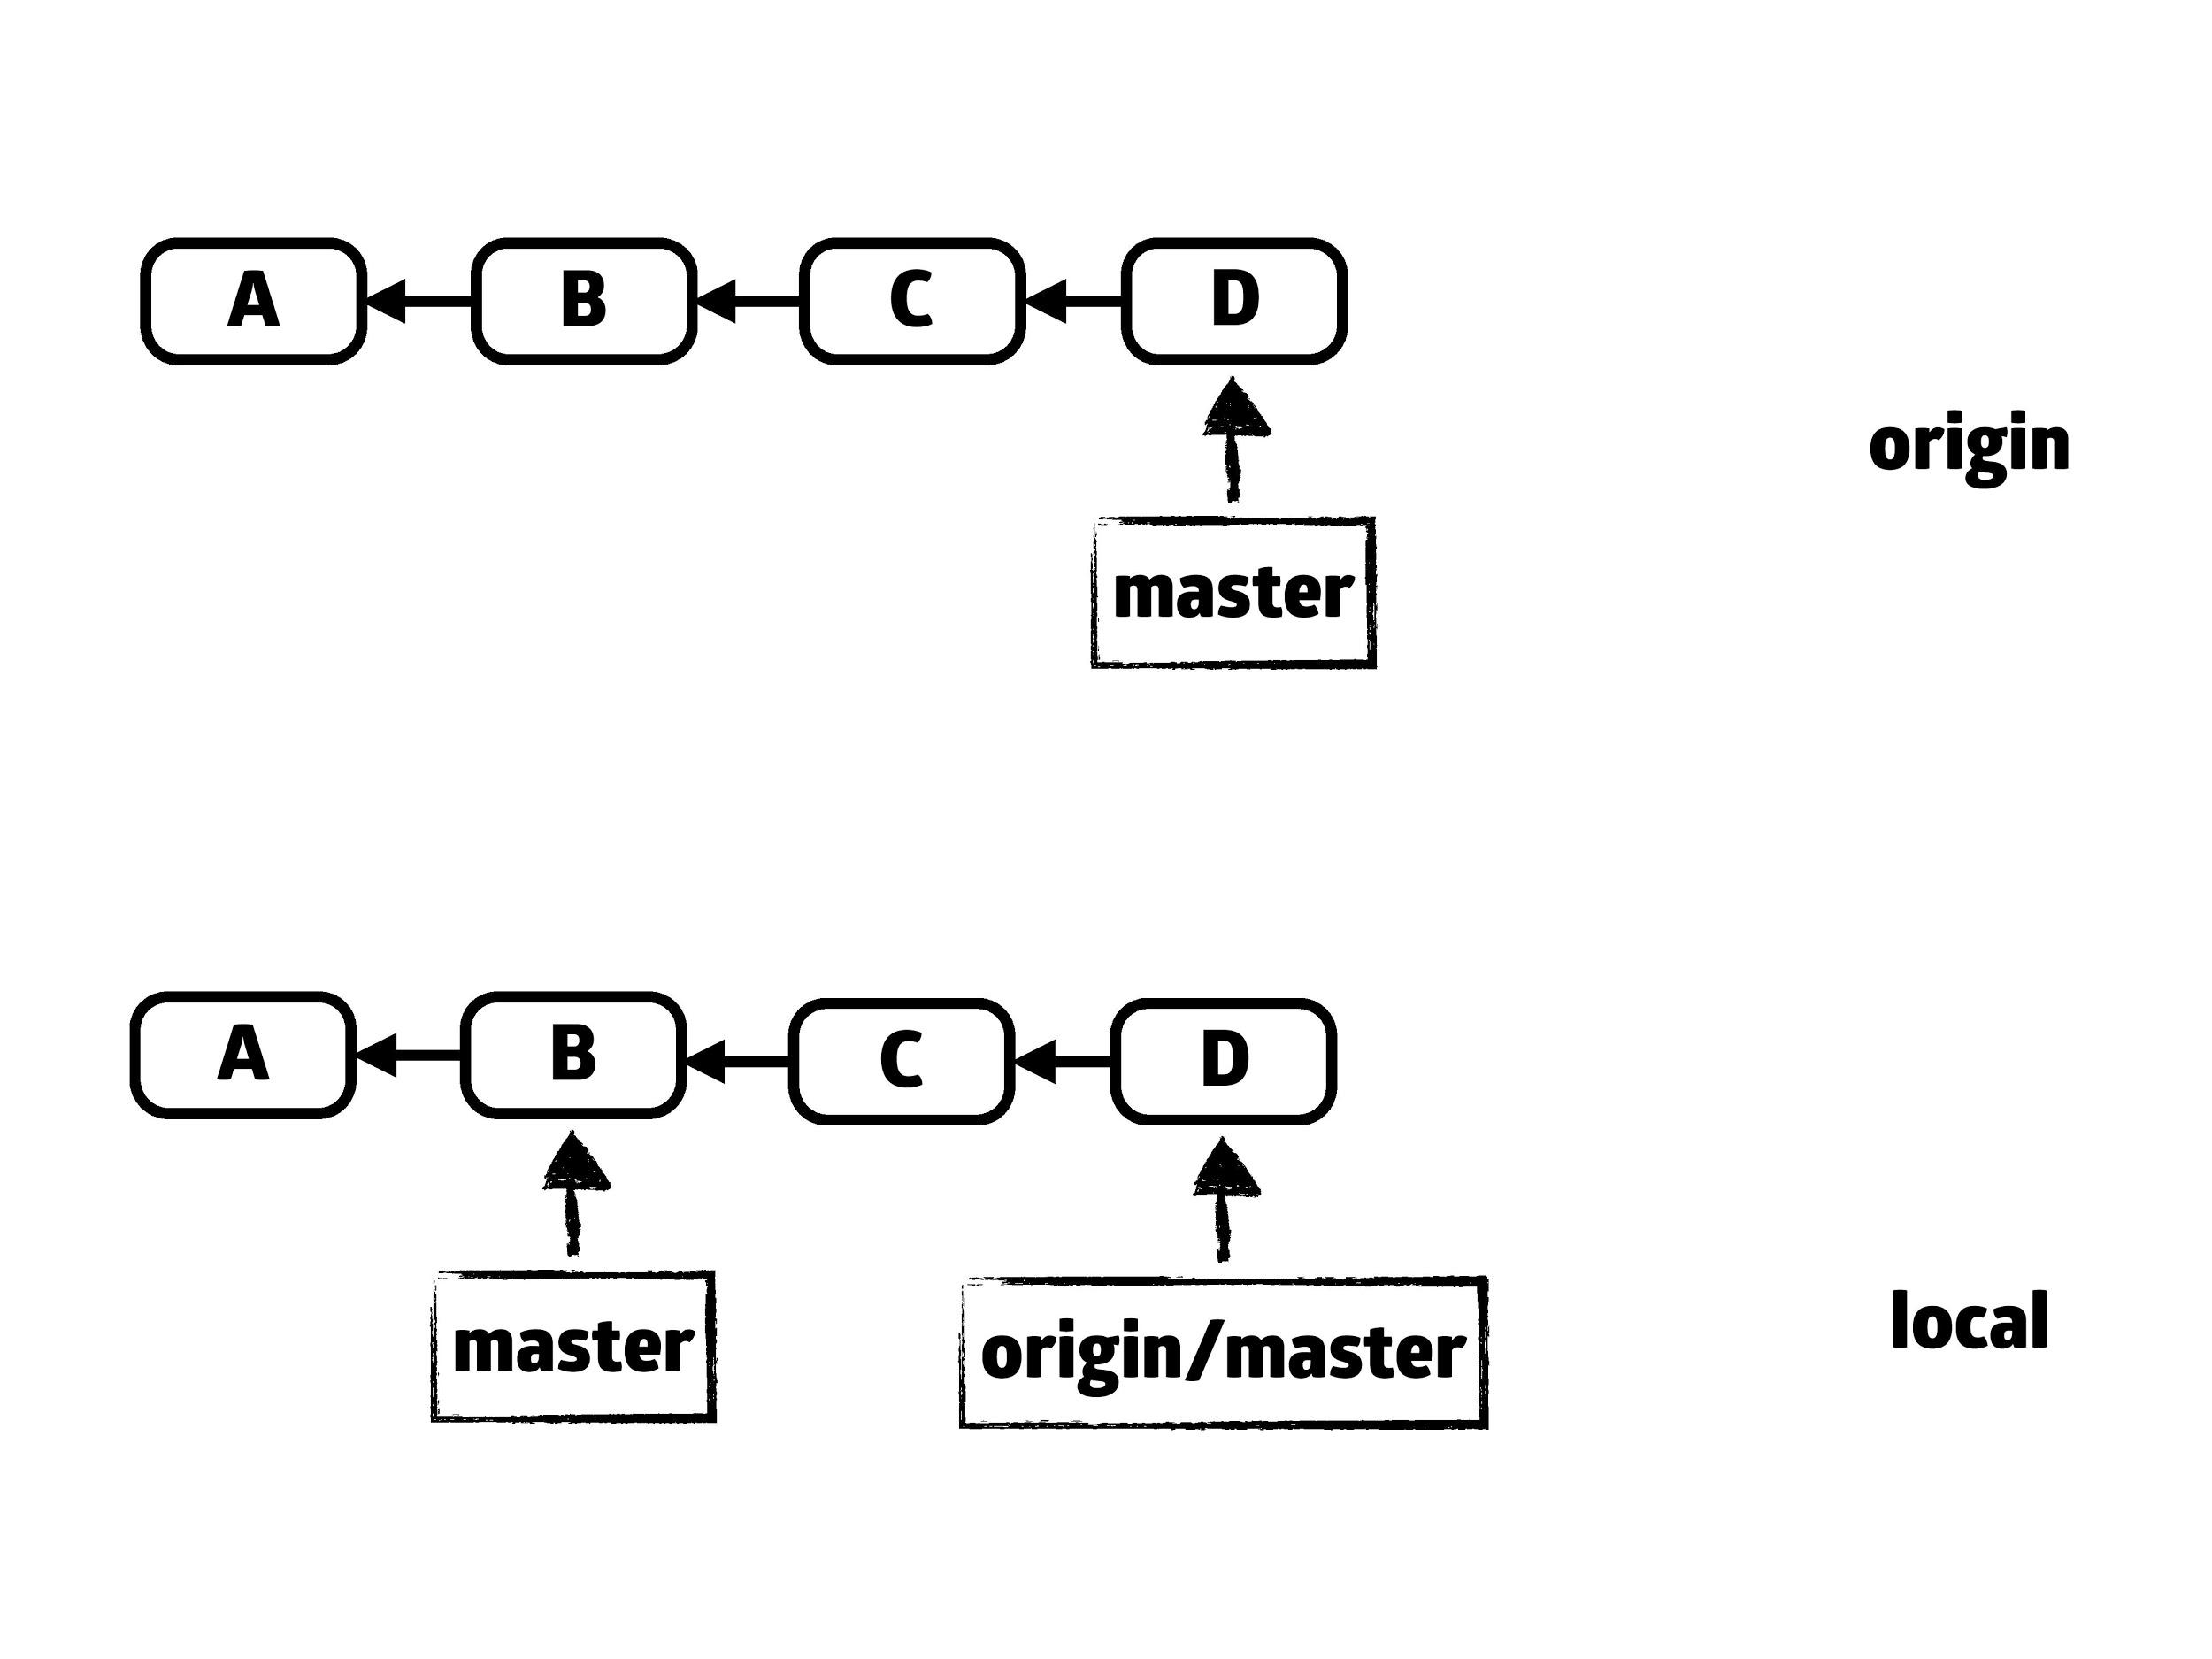 A B C D
origin
master
A B C D
master origin/master
local